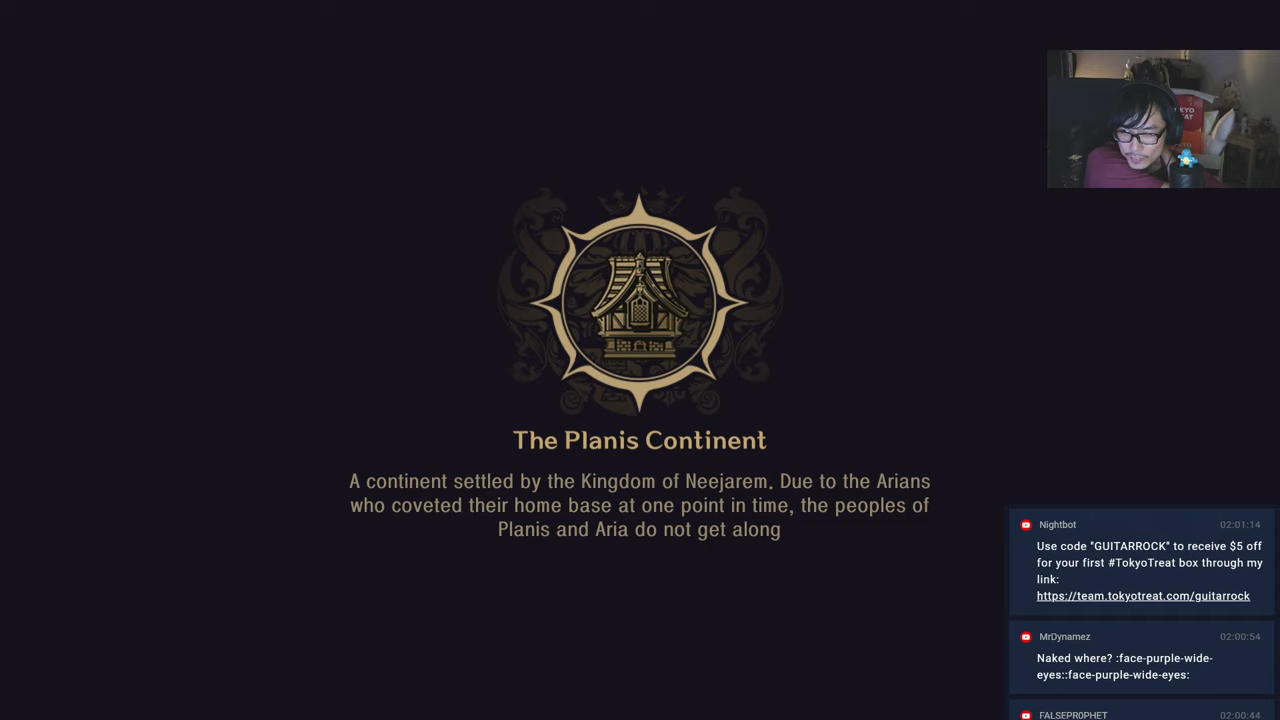 KYO
The Planis Continent
A continent settled by the Kingdom of Neejarem. Due to the Arians
who coveted their home base at one point in time, the peoples of
Planis and Aria do not get along
Nightbot 02:01:14
Use code "GUITARROCK" to receive $5 off
for your first #TokyoTreat box through my
link:
https://team.tokyotreat.com/guitarrock
MrDynamez 02:00:54
Naked where? :face-purple-wide-
eyes::face-purple-wide-eyes:
FALSEPR0PHET 02:00:44